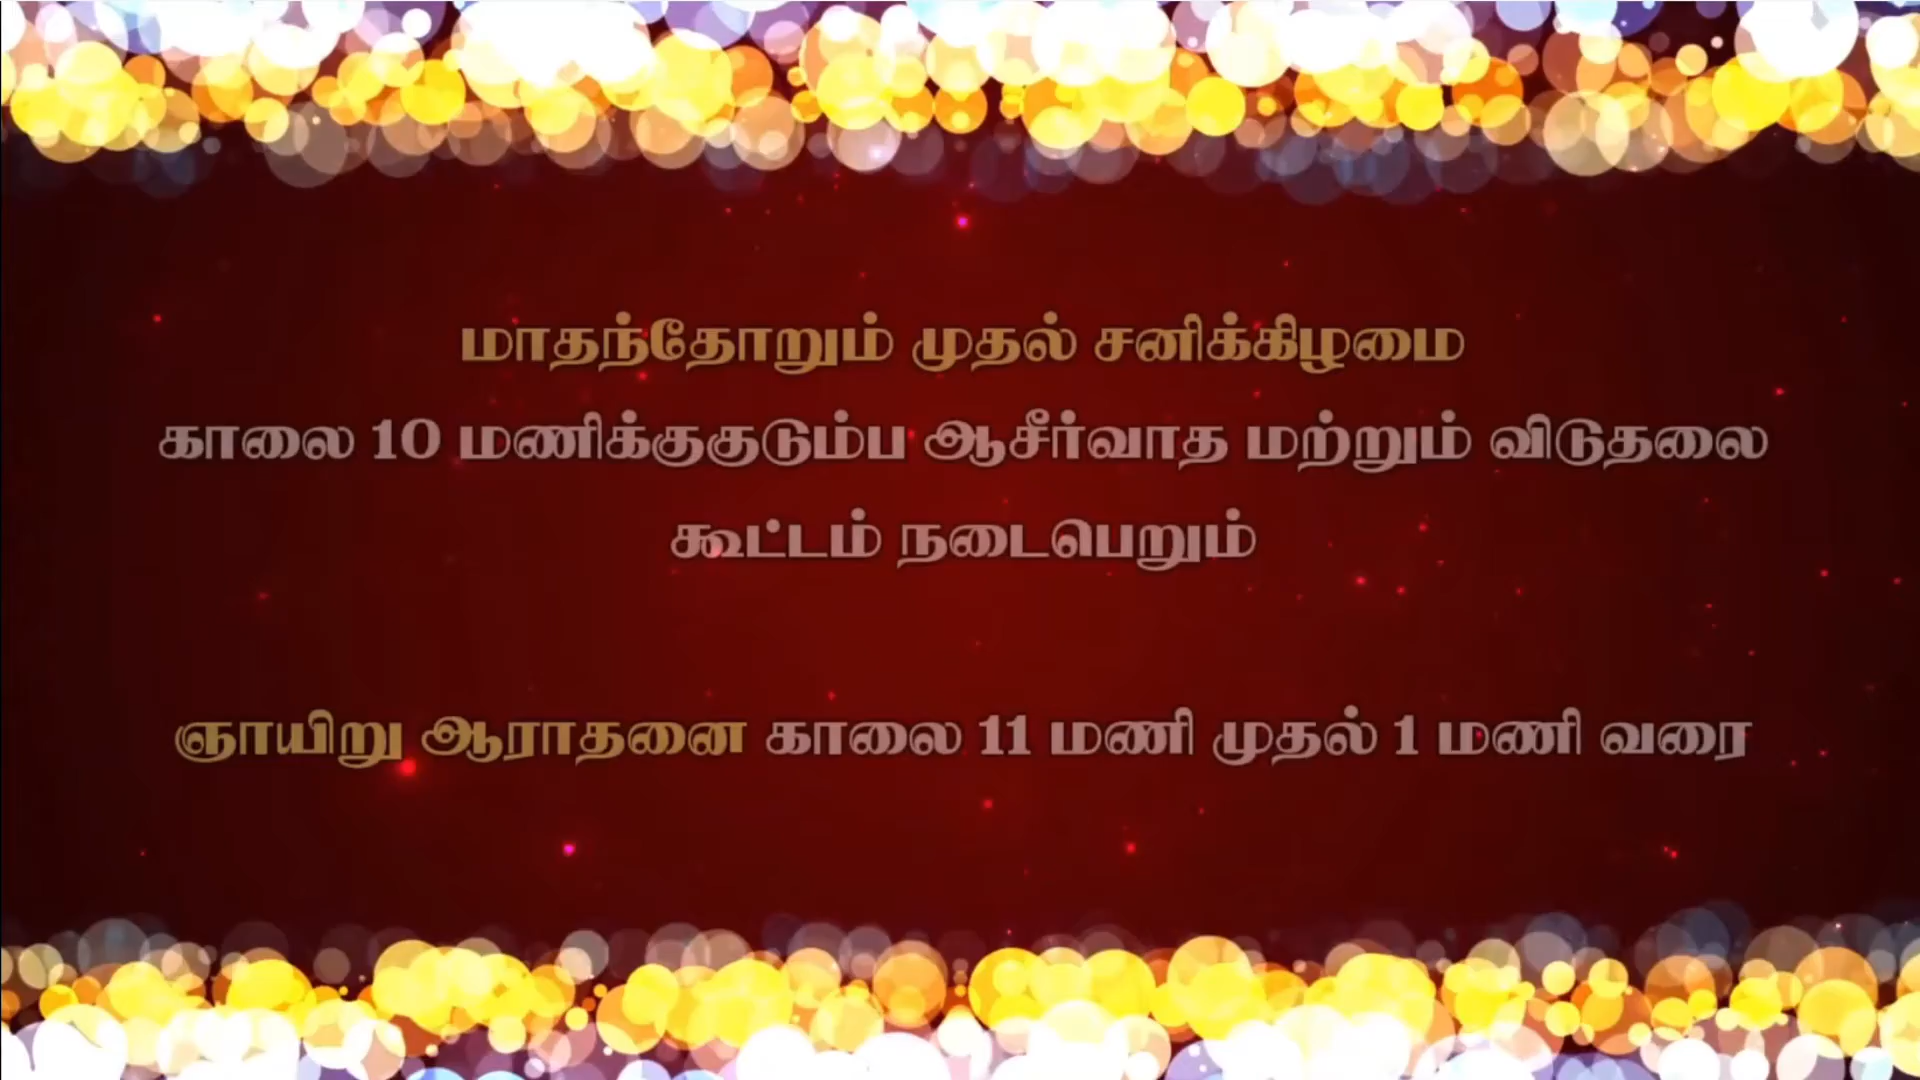 மாதந்தோறும் முதல் சனிக்கிழமை
காலை 10 மணிக்குகுடும்ப ஆசீர்வாத மற்றும் விடுதலை
கூட்டம் நடைபெறும்
ஞாயிறு ஆராதனை காலை 11 மணி முதல் 1 மணி வரை